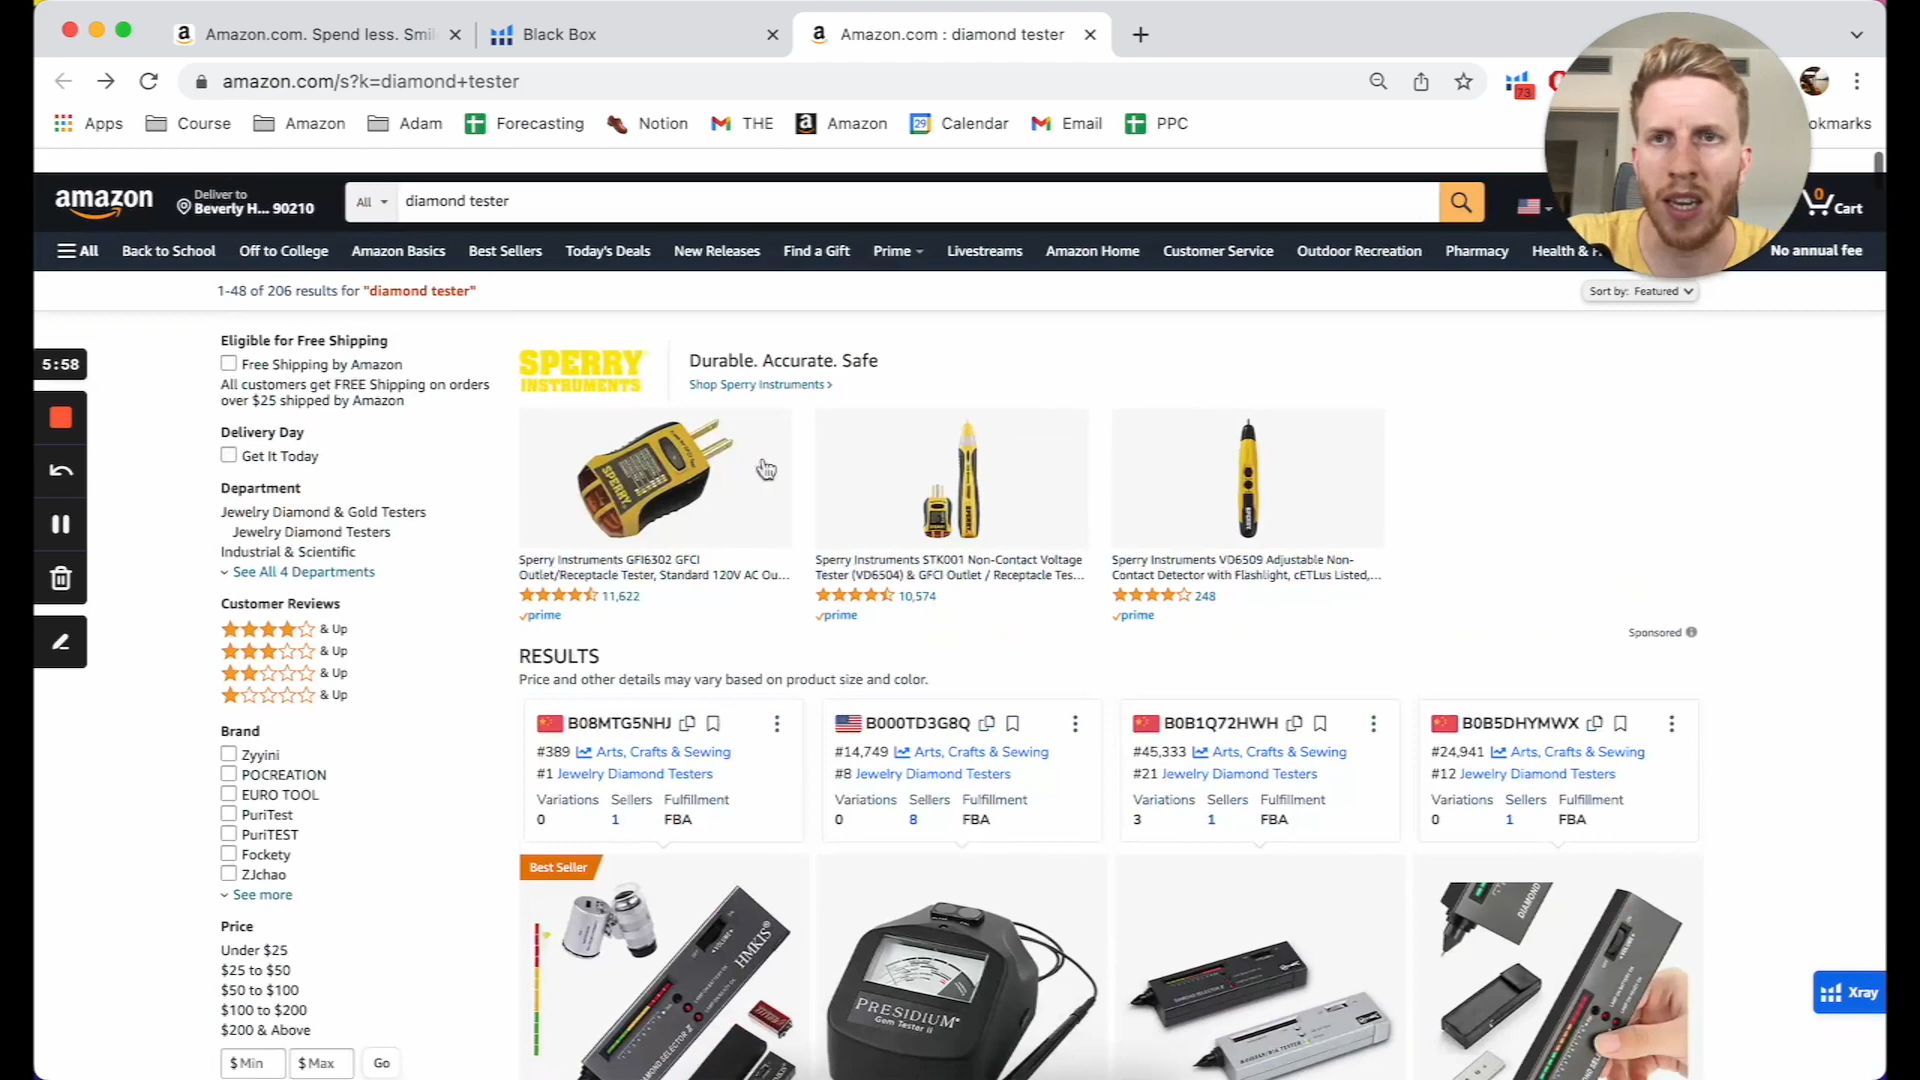 Amazon.com. Spend less. Smil
Black Box
Amazon.com : diamond tester
amazon.com/s?k=diamond+tester
73
Apps
Course
Amazon
Adam
Forecasting
Notion
THE
Amazon
Calendar
Email
PPC
okmarks
amazon
Deliver to
Beverly H... 90210
All
diamond tester
0
Cart
All
Back to School
Off to College
Amazon Basics
Best Sellers
Today's Deals
New Releases
Find a Gift
Prime
Livestreams
Amazon Home
Customer Service
Outdoor Recreation
Pharmacy
Health &
No annual fee
1-48 of 206 results for "diamond tester"
Sort by: Featured
5:58
Eligible for Free Shipping
Free Shipping by Amazon
All customers get FREE Shipping on orders
over $25 shipped by Amazon
Delivery Day
Get It Today
Department
Jewelry Diamond & Gold Testers
Jewelry Diamond Testers
Industrial & Scientific
See All 4 Departments
Customer Reviews
& Up
& Up
& Up
& Up
Brand
Zyyini
POCREATION
EURO TOOL
PuriTest
PuriTEST
Fockety
ZJchao
See more
Price
Under $25
$25 to $50
$50 to $100
$100 to $200
$200 & Above
$ Min
$ Max
Go
SPERRY
INSTRUMENTS
Durable. Accurate. Safe
Shop Sperry Instruments ›
SPERRY
Sperry Instruments GFI6302 GFCI
Outlet/Receptacle Tester, Standard 120V AC Ou...
11,622
prime
Sperry Instruments STK001 Non-Contact Voltage
Tester (VD6504) & GFCI Outlet / Receptacle Tes...
10,574
prime
Sperry Instruments VD6509 Adjustable Non-
Contact Detector with Flashlight, cETLus Listed,...
248
prime
Sponsored
RESULTS
Price and other details may vary based on product size and color.
B08MTG5NHJ
#389 Arts, Crafts & Sewing
#1 Jewelry Diamond Testers
Variations Sellers Fulfillment
0 1 FBA
B000TD3G8Q
#14,749 Arts, Crafts & Sewing
#8 Jewelry Diamond Testers
Variations Sellers Fulfillment
0 8 FBA
B0B1Q72HWH
#45,333 Arts, Crafts & Sewing
#21 Jewelry Diamond Testers
Variations Sellers Fulfillment
3 1 FBA
B0B5DHYMWX
#24,941 Arts, Crafts & Sewing
#12 Jewelry Diamond Testers
Variations Sellers Fulfillment
0 1 FBA
Best Seller
HMKIS
DIAMOND SELECTOR II
PRESIDIUM
Gem Tester II
DIAMOND
Xray